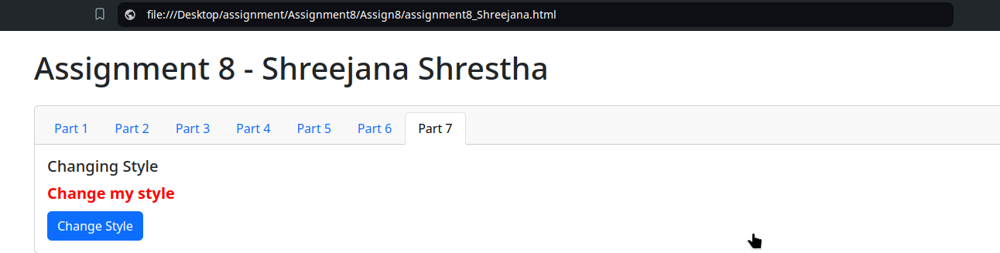 file:///Desktop/assignment/Assignment8/Assign8/assignment8_Shreejana.html
Assignment 8 - Shreejana Shrestha
Part 1 Part 2 Part 3 Part 4 Part 5 Part 6 Part 7
Changing Style
Change my style
Change Style